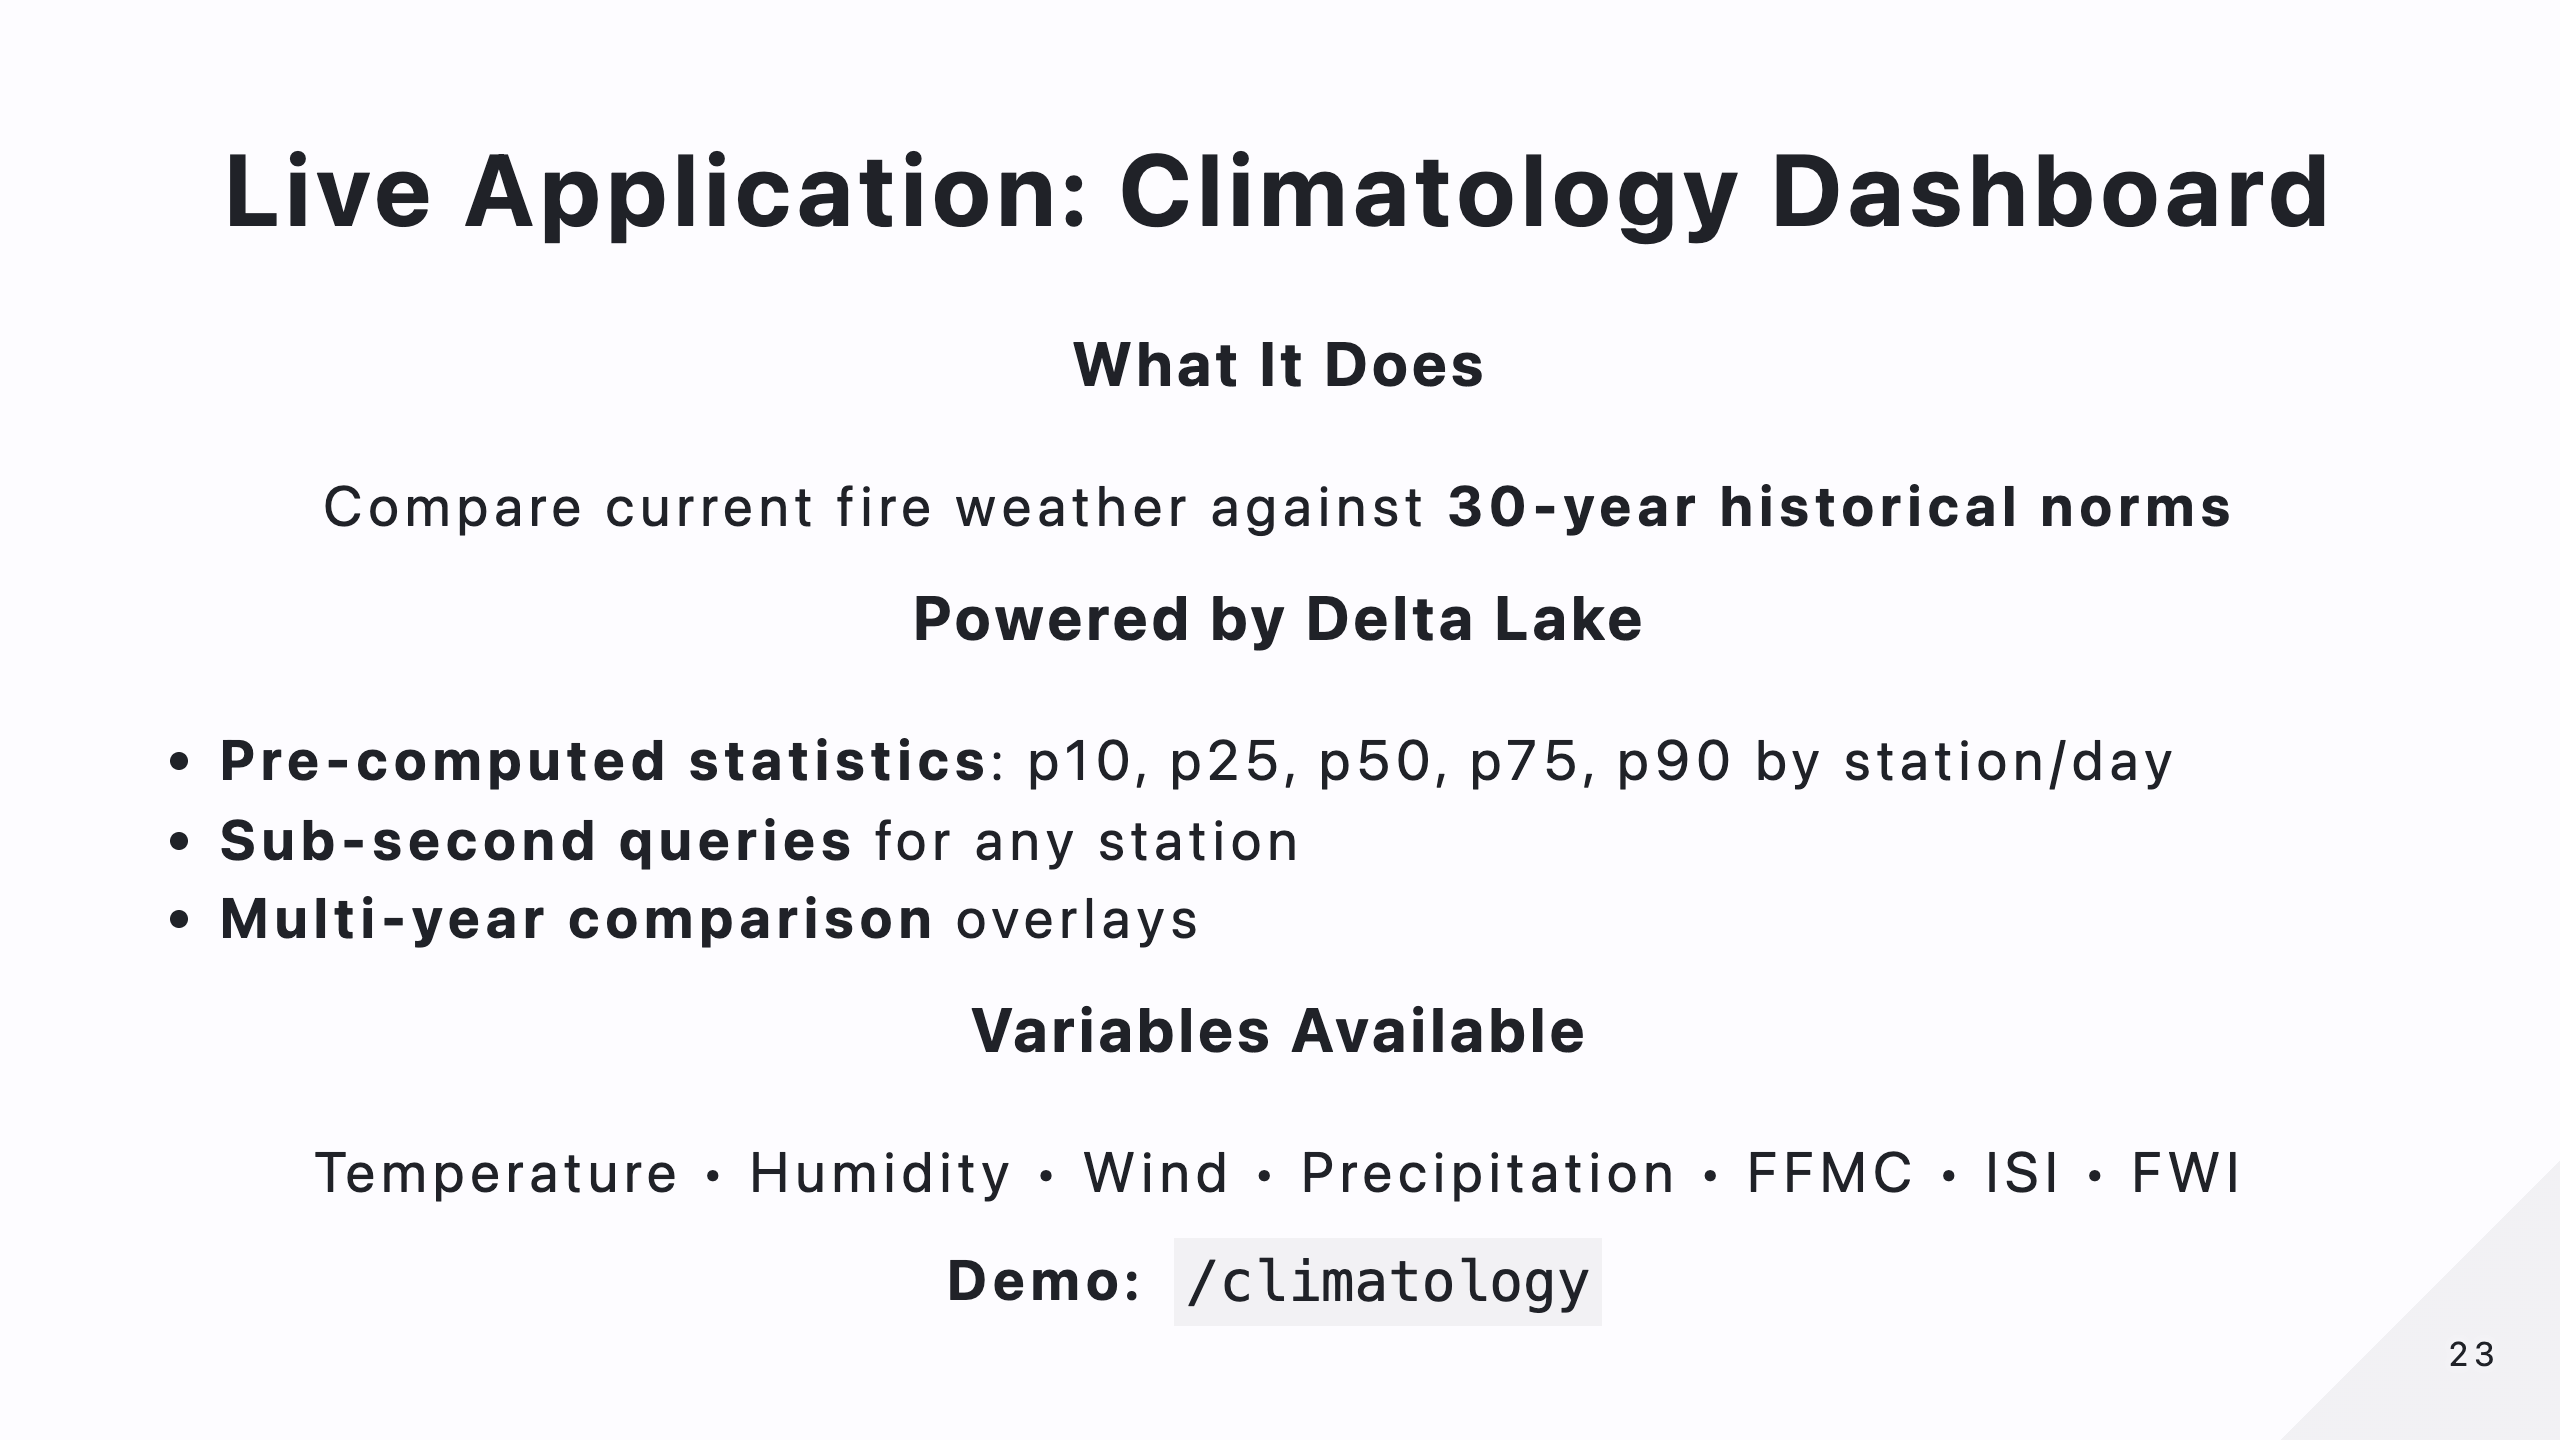 Live Application: Climatology Dashboard
What It Does
Compare current fire weather against 30-year historical norms
Powered by Delta Lake
• Pre-computed statistics: p10, p25, p50, p75, p90 by station/day
• Sub-second queries for any station
• Multi-year comparison overlays
Variables Available
Temperature • Humidity • Wind • Precipitation • FFMC • ISI • FWI
Demo: /climatology
23